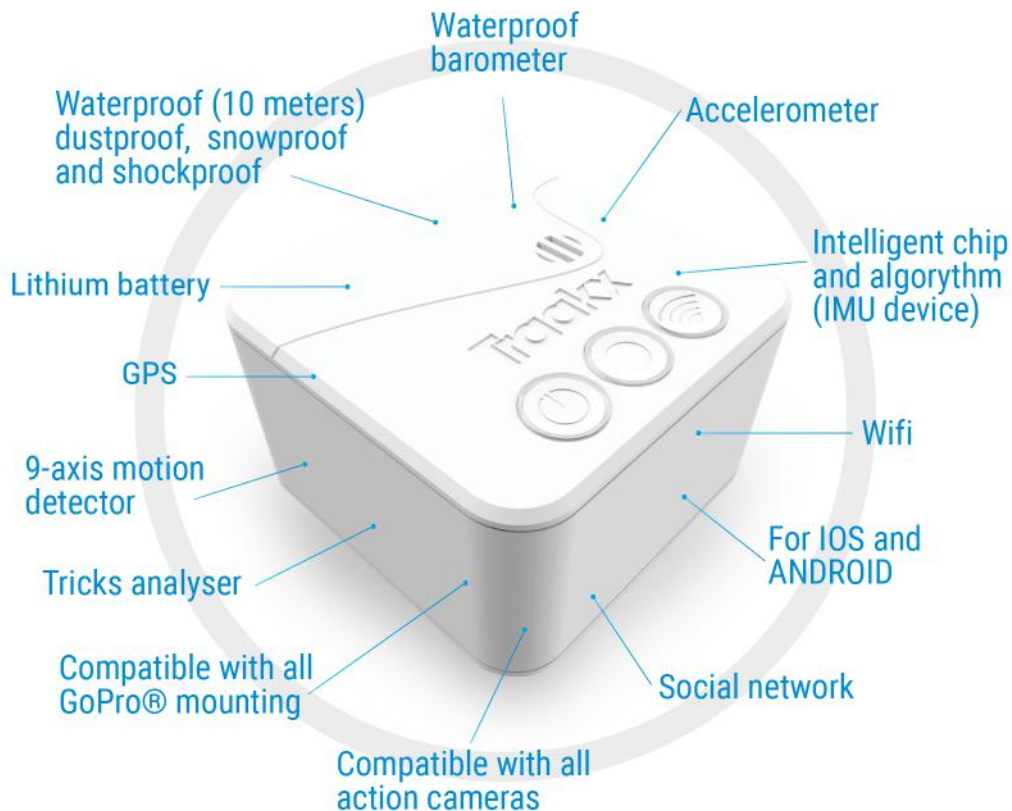 Waterproof
barometer
Waterproof (10 meters)
dustproof, snowproof
and shockproof
Accelerometer
Intelligent chip
and algorythm
(IMU device)
Lithium battery
Traakx
GPS
Wifi
9-axis motion
detector
For IOS and
ANDROID
Tricks analyser
Compatible with all
GoPro® mounting
Social network
Compatible with all
action cameras